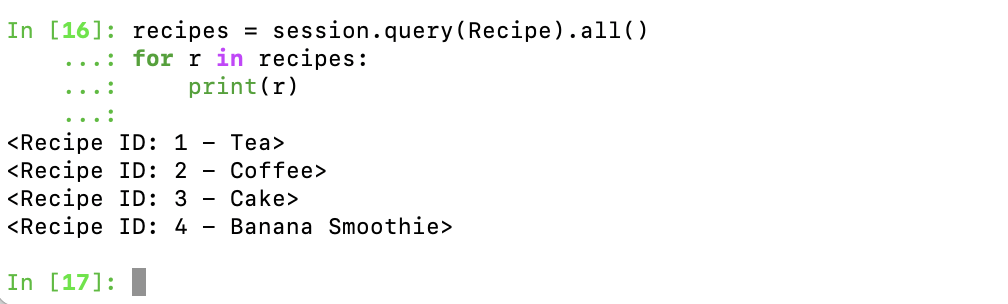 In [16]: recipes = session.query(Recipe).all()
    ...: for r in recipes:
    ...:     print(r)
    ...:
<Recipe ID: 1 – Tea>
<Recipe ID: 2 – Coffee>
<Recipe ID: 3 – Cake>
<Recipe ID: 4 – Banana Smoothie>
In [17]: